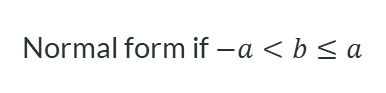 Normal form if −a < b ≤ a